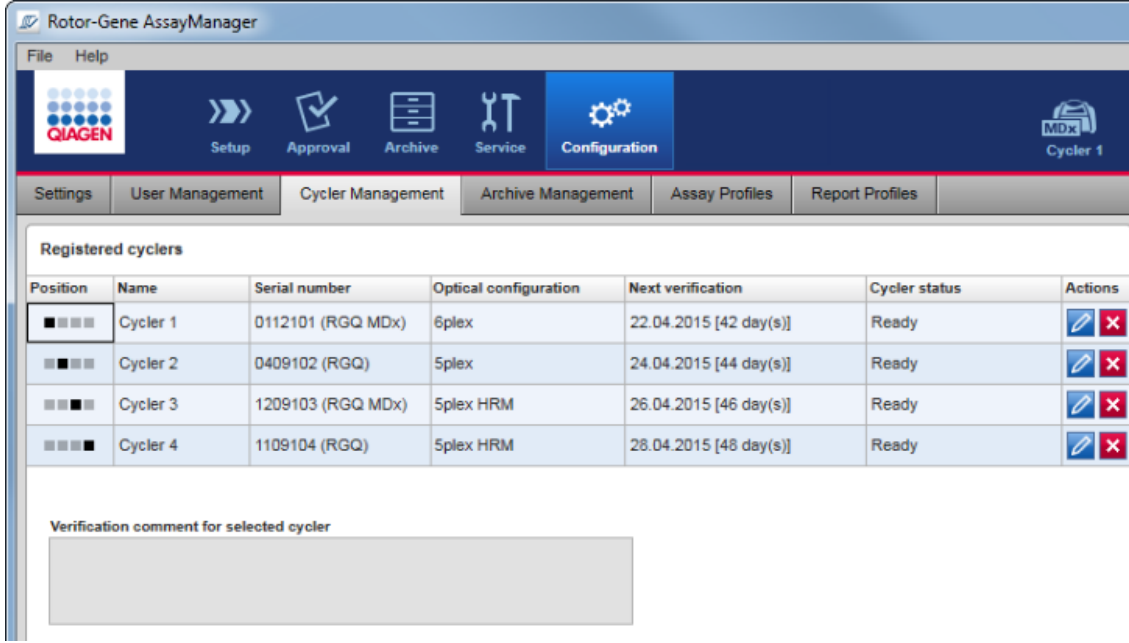 Rotor-Gene AssayManager
File Help
QIAGEN
Setup Approval Archive Service Configuration
MDx
Cycler 1
Settings User Management Cycler Management Archive Management Assay Profiles Report Profiles
Registered cyclers
Position Name Serial number Optical configuration Next verification Cycler status Actions
Cycler 1 0112101 (RGQ MDx) 6plex 22.04.2015 [42 day(s)] Ready
Cycler 2 0409102 (RGQ) 5plex 24.04.2015 [44 day(s)] Ready
Cycler 3 1209103 (RGQ MDx) 5plex HRM 26.04.2015 [46 day(s)] Ready
Cycler 4 1109104 (RGQ) 5plex HRM 28.04.2015 [48 day(s)] Ready
Verification comment for selected cycler